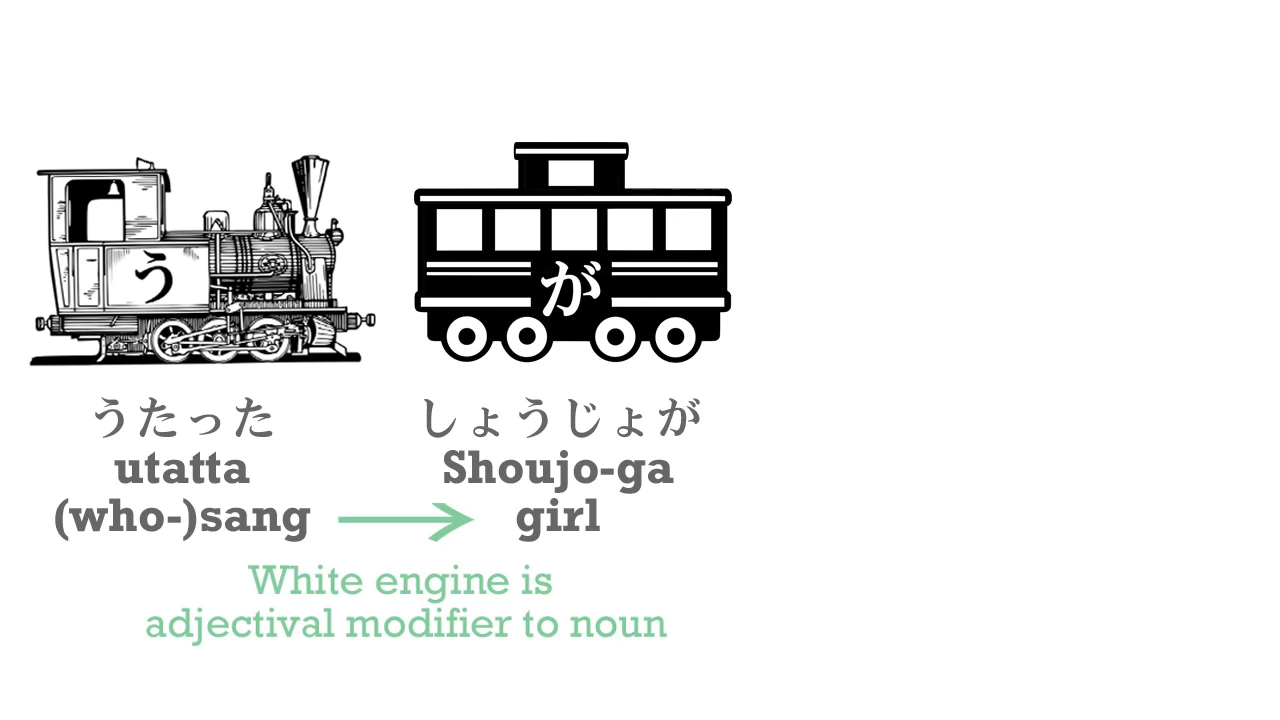 う
が
うたった
utatta
(who-)sang
しょうじょが
Shoujo-ga
girl
White engine is
adjectival modifier to noun